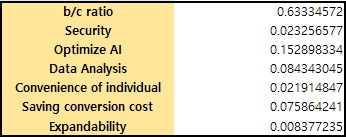 b/c ratio 0.63334572
Security 0.023256577
Optimize AI 0.152898334
Data Analysis 0.084343045
Convenience of individual 0.021914847
Saving conversion cost 0.075864241
Expandability 0.008377235